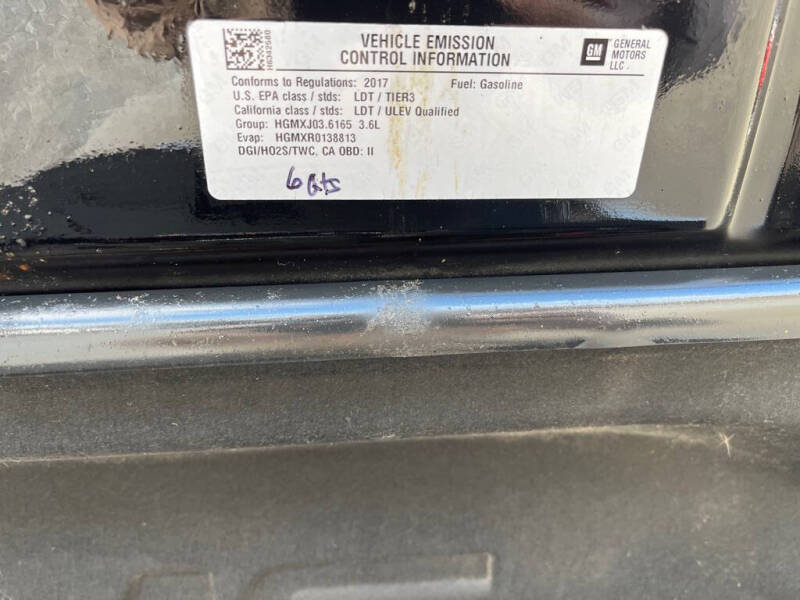 VEHICLE EMISSION
CONTROL INFORMATION
GM
GENERAL
MOTORS
LLC
Conforms to Regulations: 2017 Fuel: Gasoline
U.S. EPA class / stds: LDT / TIER3
California class / stds: LDT / ULEV Qualified
Group: HGMXJ03.6165 3.6L
Evap: HGMXR0138813
DGI/HO2S/TWC, CA OBD: II
6 Qts